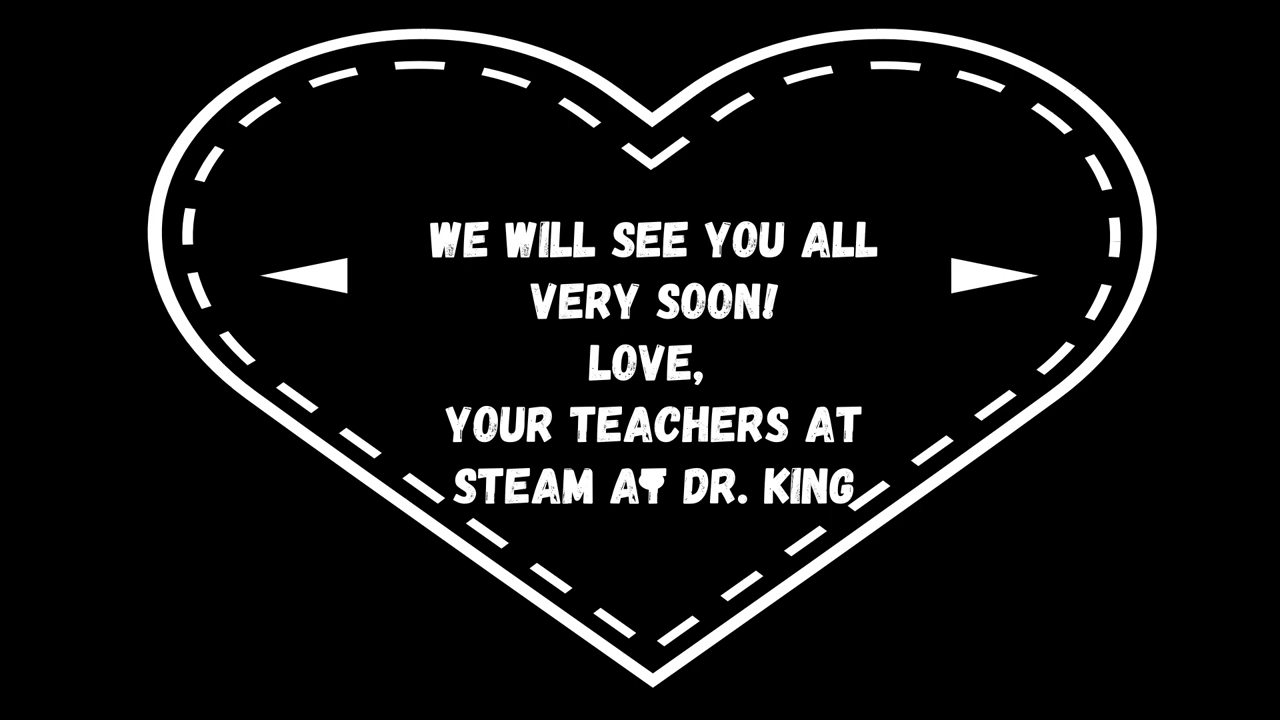 WE WILL SEE YOU ALL
VERY SOON!
LOVE,
YOUR TEACHERS AT
STEAM AT DR. KING